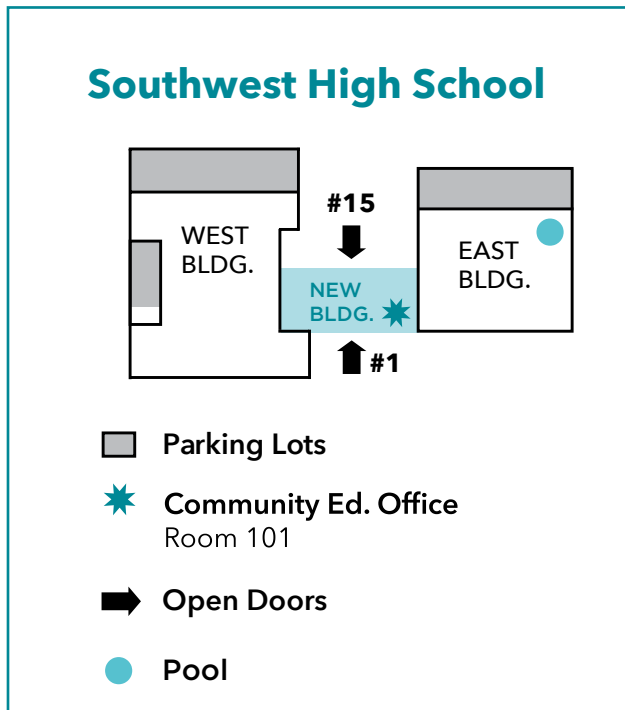 Southwest High School
#15
WEST
BLDG.
EAST
BLDG.
NEW
BLDG.
#1
Parking Lots
Community Ed. Office
Room 101
Open Doors
Pool